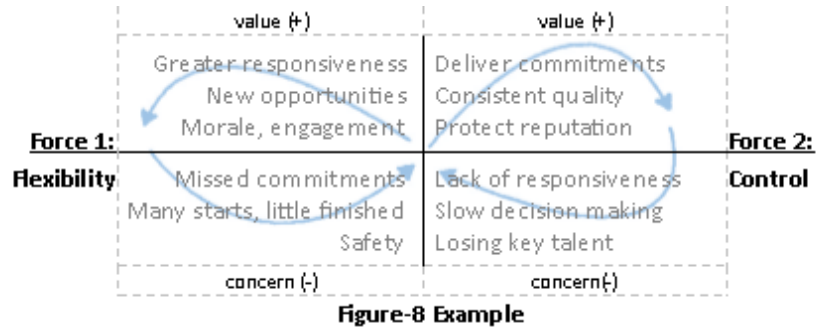 value (+)
value (+)
Greater responsiveness
New opportunities
Morale, engagement
Deliver commitments
Consistent quality
Protect reputation
Force 1:
Flexibility
Force 2:
Control
Missed commitments
Many starts, little finished
Safety
Lack of responsiveness
Slow decision making
Losing key talent
concern (-)
concern(-)
Figure-8 Example